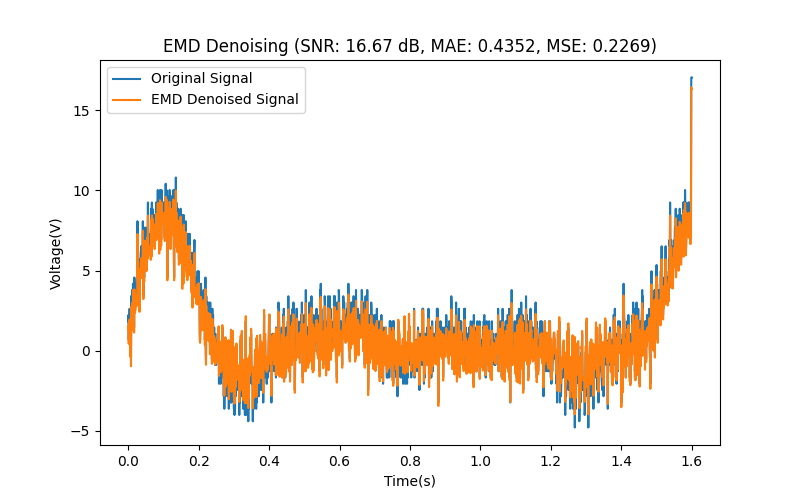 EMD Denoising (SNR: 16.67 dB, MAE: 0.4352, MSE: 0.2269)
Original Signal
EMD Denoised Signal
Voltage(V)
15
10
5
0
−5
0.0 0.2 0.4 0.6 0.8 1.0 1.2 1.4 1.6
Time(s)